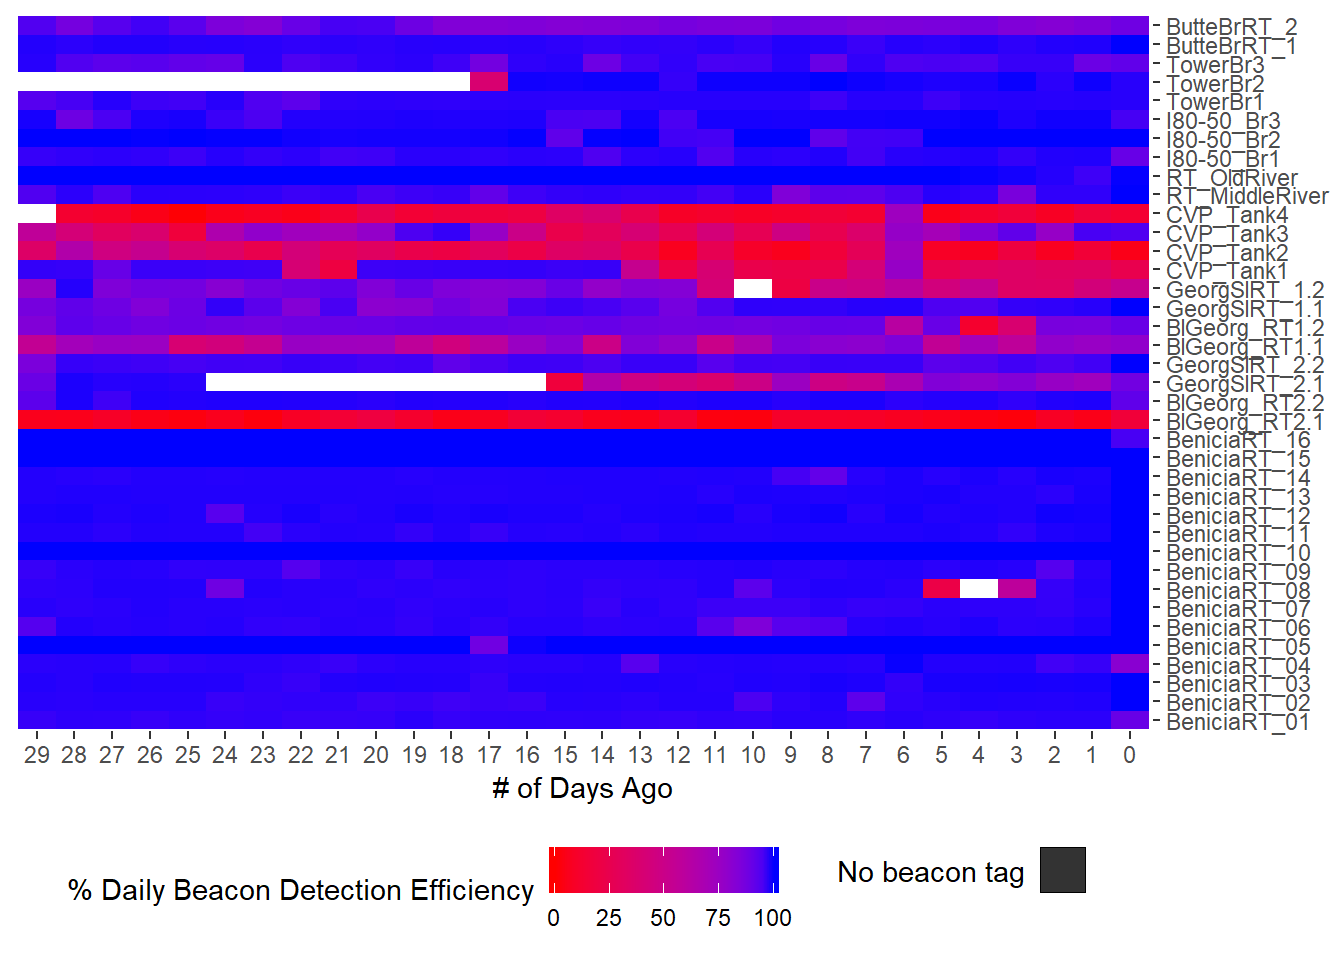 ButteBrRT_2
ButteBrRT_1
TowerBr3
TowerBr2
TowerBr1
I80-50_Br3
I80-50_Br2
I80-50_Br1
RT_OldRiver
RT_MiddleRiver
CVP_Tank4
CVP_Tank3
CVP_Tank2
CVP_Tank1
GeorgSlRT_1.2
GeorgSlRT_1.1
BlGeorg_RT1.2
BlGeorg_RT1.1
GeorgSlRT_2.2
GeorgSlRT_2.1
BlGeorg_RT2.2
BlGeorg_RT2.1
BeniciaRT_16
BeniciaRT_15
BeniciaRT_14
BeniciaRT_13
BeniciaRT_12
BeniciaRT_11
BeniciaRT_10
BeniciaRT_09
BeniciaRT_08
BeniciaRT_07
BeniciaRT_06
BeniciaRT_05
BeniciaRT_04
BeniciaRT_03
BeniciaRT_02
BeniciaRT_01
29 28 27 26 25 24 23 22 21 20 19 18 17 16 15 14 13 12 11 10 9 8 7 6 5 4 3 2 1 0
# of Days Ago
% Daily Beacon Detection Efficiency
0 25 50 75 100
No beacon tag